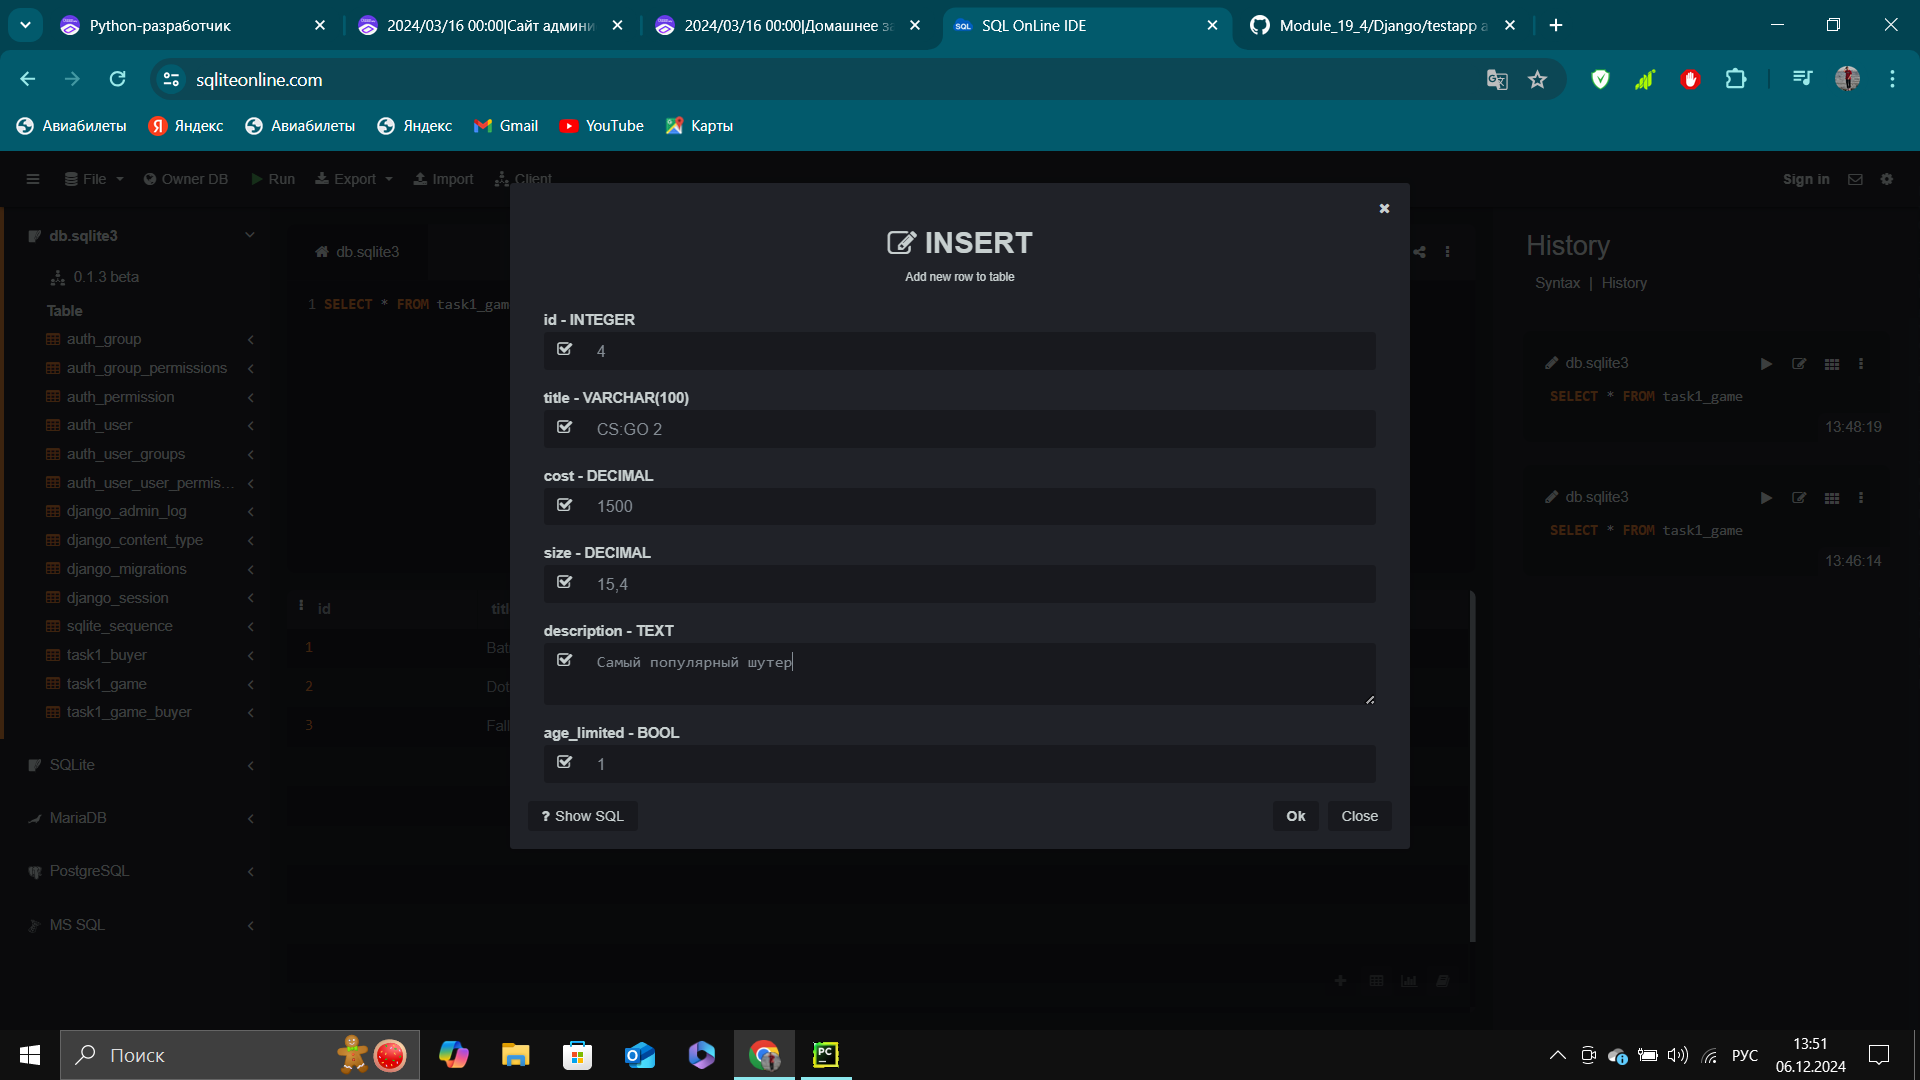 Python-разработчик
2024/03/16 00:00|Сайт админи
2024/03/16 00:00|Домашнее за
SQL OnLine IDE
Module_19_4/Django/testapp a
sqliteonline.com
Авиабилеты
Яндекс
Авиабилеты
Яндекс
Gmail
YouTube
Карты
File
Owner DB
Run
Export
Import
Client
Sign in
db.sqlite3
0.1.3 beta
Table
auth_group
auth_group_permissions
auth_permission
auth_user
auth_user_groups
auth_user_user_permis...
django_admin_log
django_content_type
django_migrations
django_session
sqlite_sequence
task1_buyer
task1_game
task1_game_buyer
SQLite
MariaDB
PostgreSQL
MS SQL
db.sqlite3
1 SELECT * FROM task1_gam
id
titl
1 Bat
2 Dot
3 Fall
INSERT
Add new row to table
id - INTEGER
4
title - VARCHAR(100)
CS:GO 2
cost - DECIMAL
1500
size - DECIMAL
15,4
description - TEXT
Самый популярный шутер
age_limited - BOOL
1
? Show SQL
Ok
Close
History
Syntax | History
db.sqlite3
SELECT * FROM task1_game
13:48:19
db.sqlite3
SELECT * FROM task1_game
13:46:14
Поиск
РУС
13:51
06.12.2024